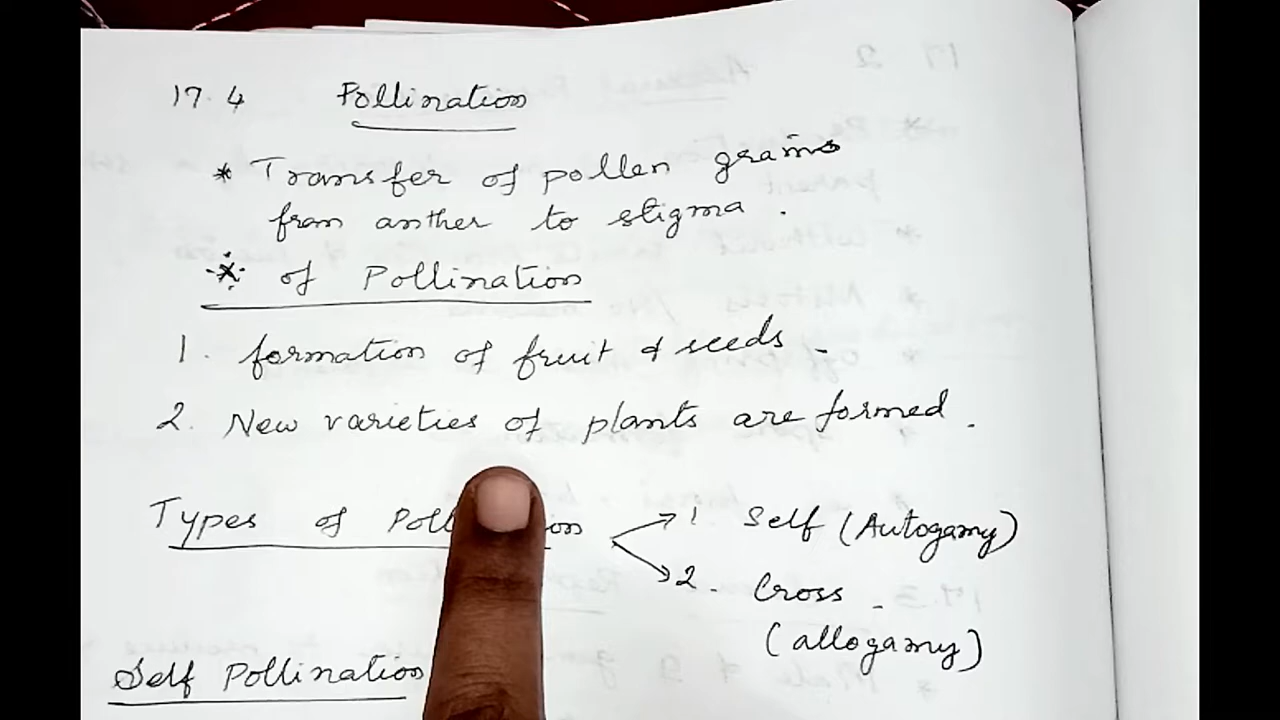 17.4 Pollination
* Transfer of pollen grains
from anther to stigma.
※ of Pollination
1. formation of fruit & seeds.
2. New varieties of plants are formed.
Types of 1 Self (Autogamy)
2. Cross.
(allogamy)
Self Pollination